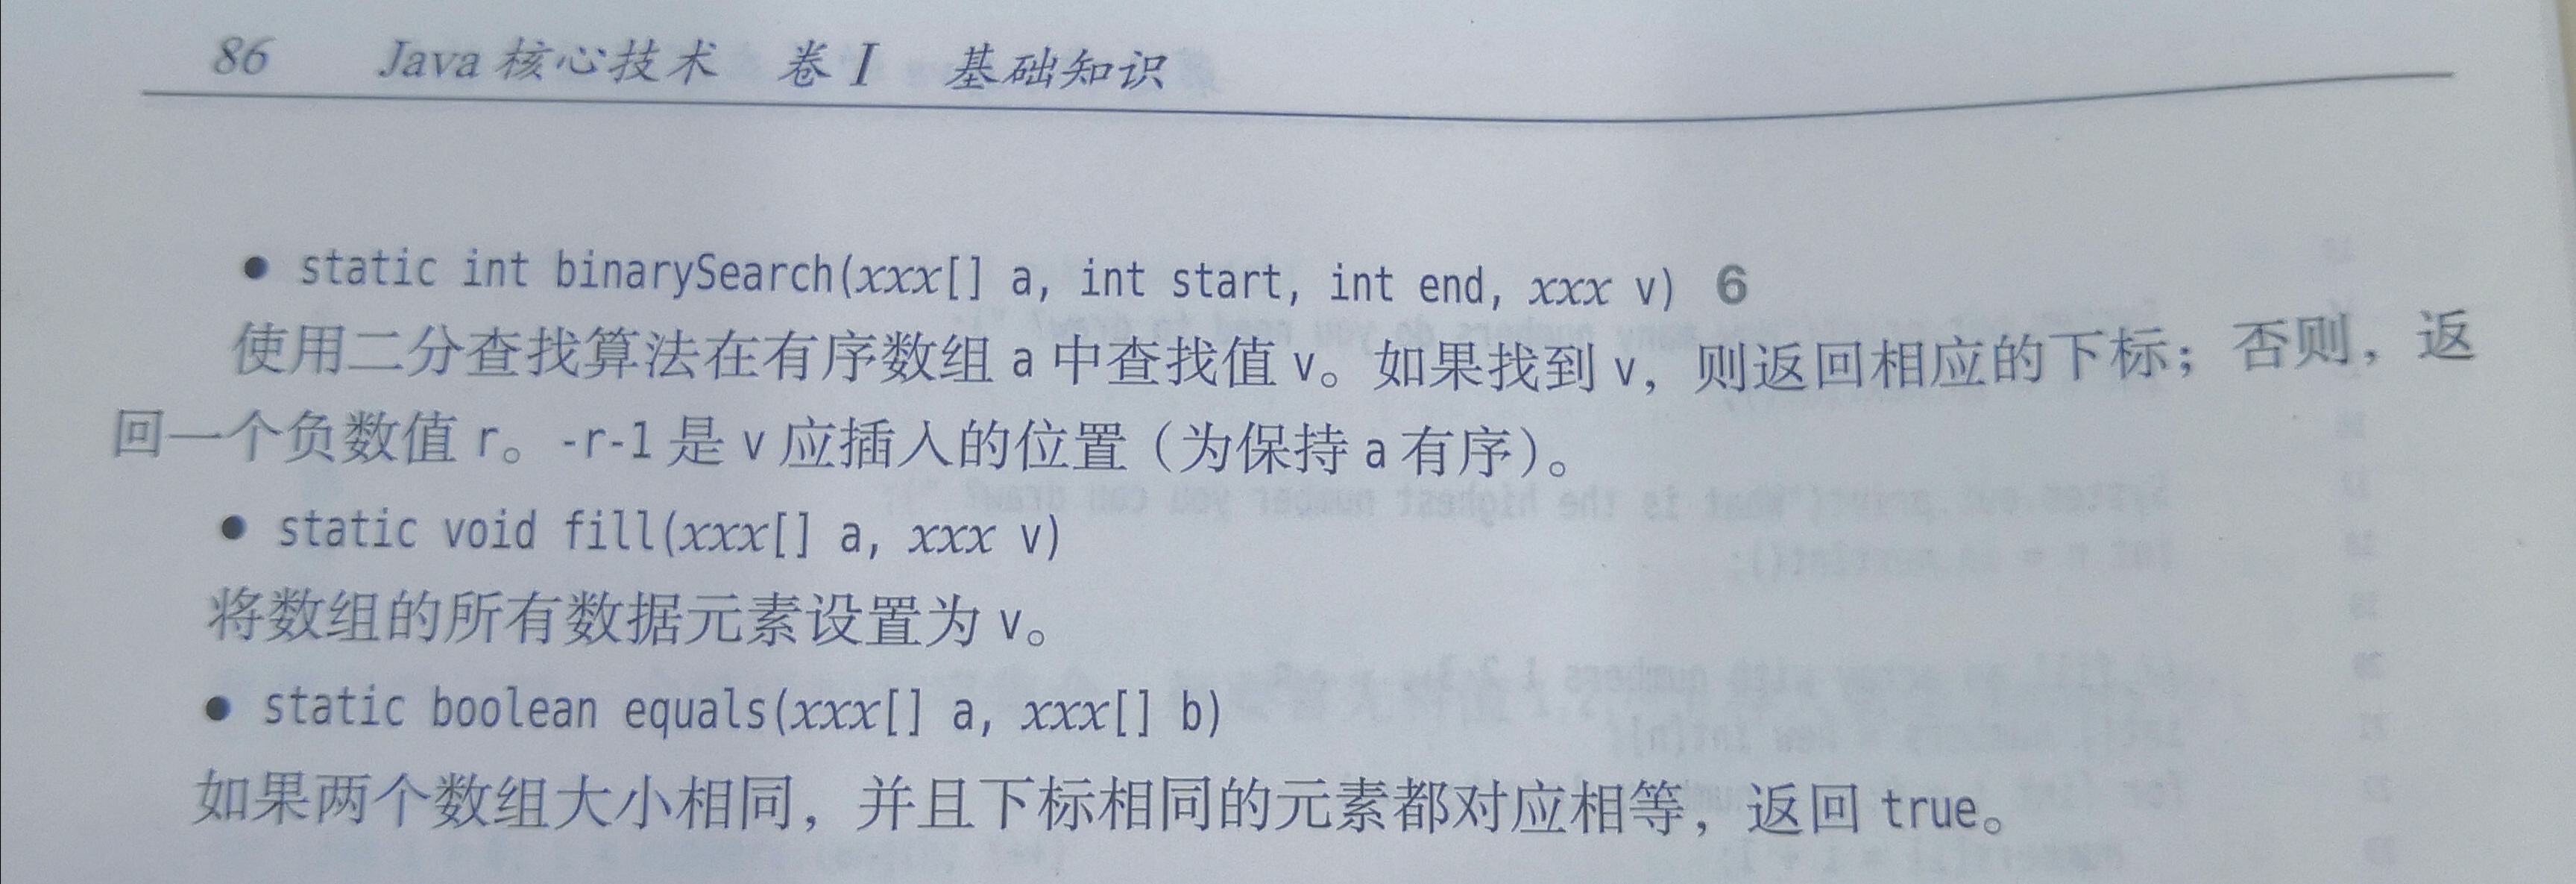 86 Java 核心技术 卷 I 基础知识
• static int binarySearch(xxx[] a, int start, int end, xxx v) 6
使用二分查找算法在有序数组 a 中查找值 v。如果找到 v，则返回相应的下标；否则，返
回一个负数值 r。-r-1 是 v 应插入的位置（为保持 a 有序）。
• static void fill(xxx[] a, xxx v)
将数组的所有数据元素设置为 v。
• static boolean equals(xxx[] a, xxx[] b)
如果两个数组大小相同，并且下标相同的元素都对应相等，返回 true。